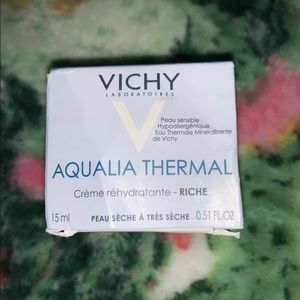 VICHY
LABORATOIRES
V
Peau sensible
Hypoallergénique
Eau Thermale Minéralisante
de Vichy
AQUALIA THERMAL
Crème réhydratante - RICHE
15 ml
PEAU SÈCHE À TRÈS SÈCHE
0.51 FL.OZ